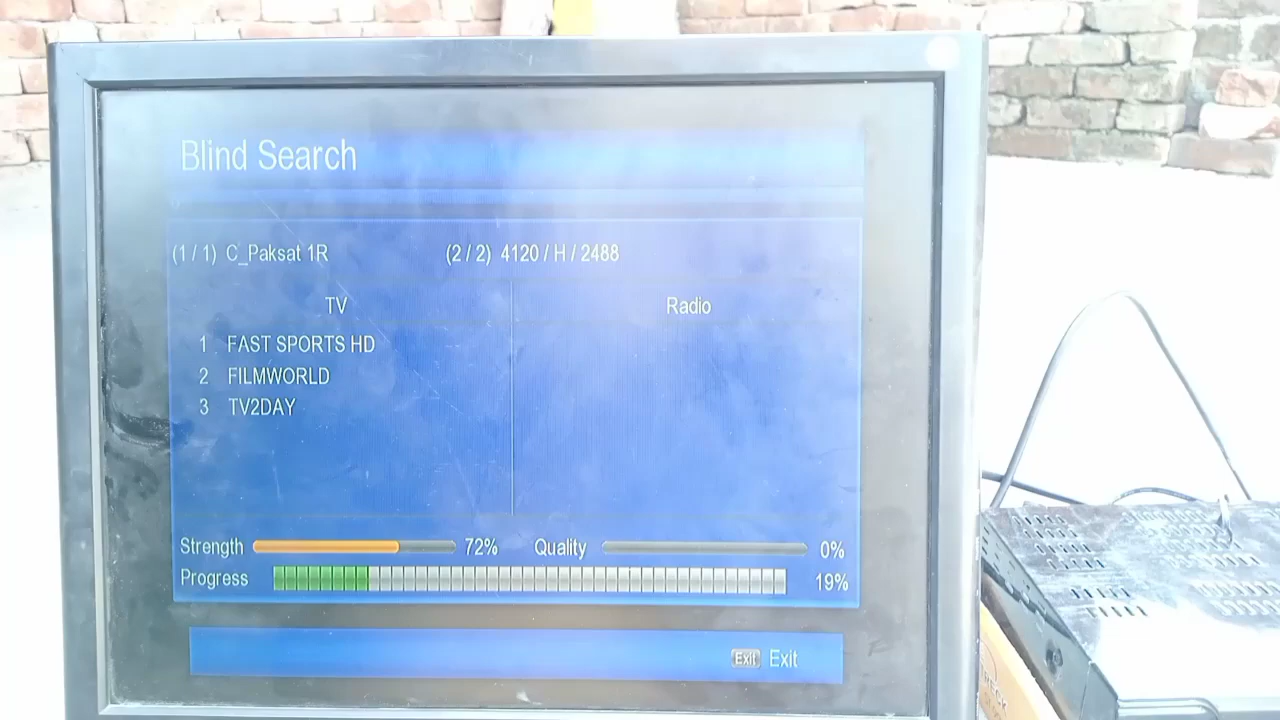 Blind Search
(1 / 1) C_Paksat 1R (2 / 2) 4120 / H / 2488
TV Radio
1 FAST SPORTS HD
2 FILMWORLD
3 TV2DAY
Strength 72% Quality 0%
Progress 19%
Exit Exit